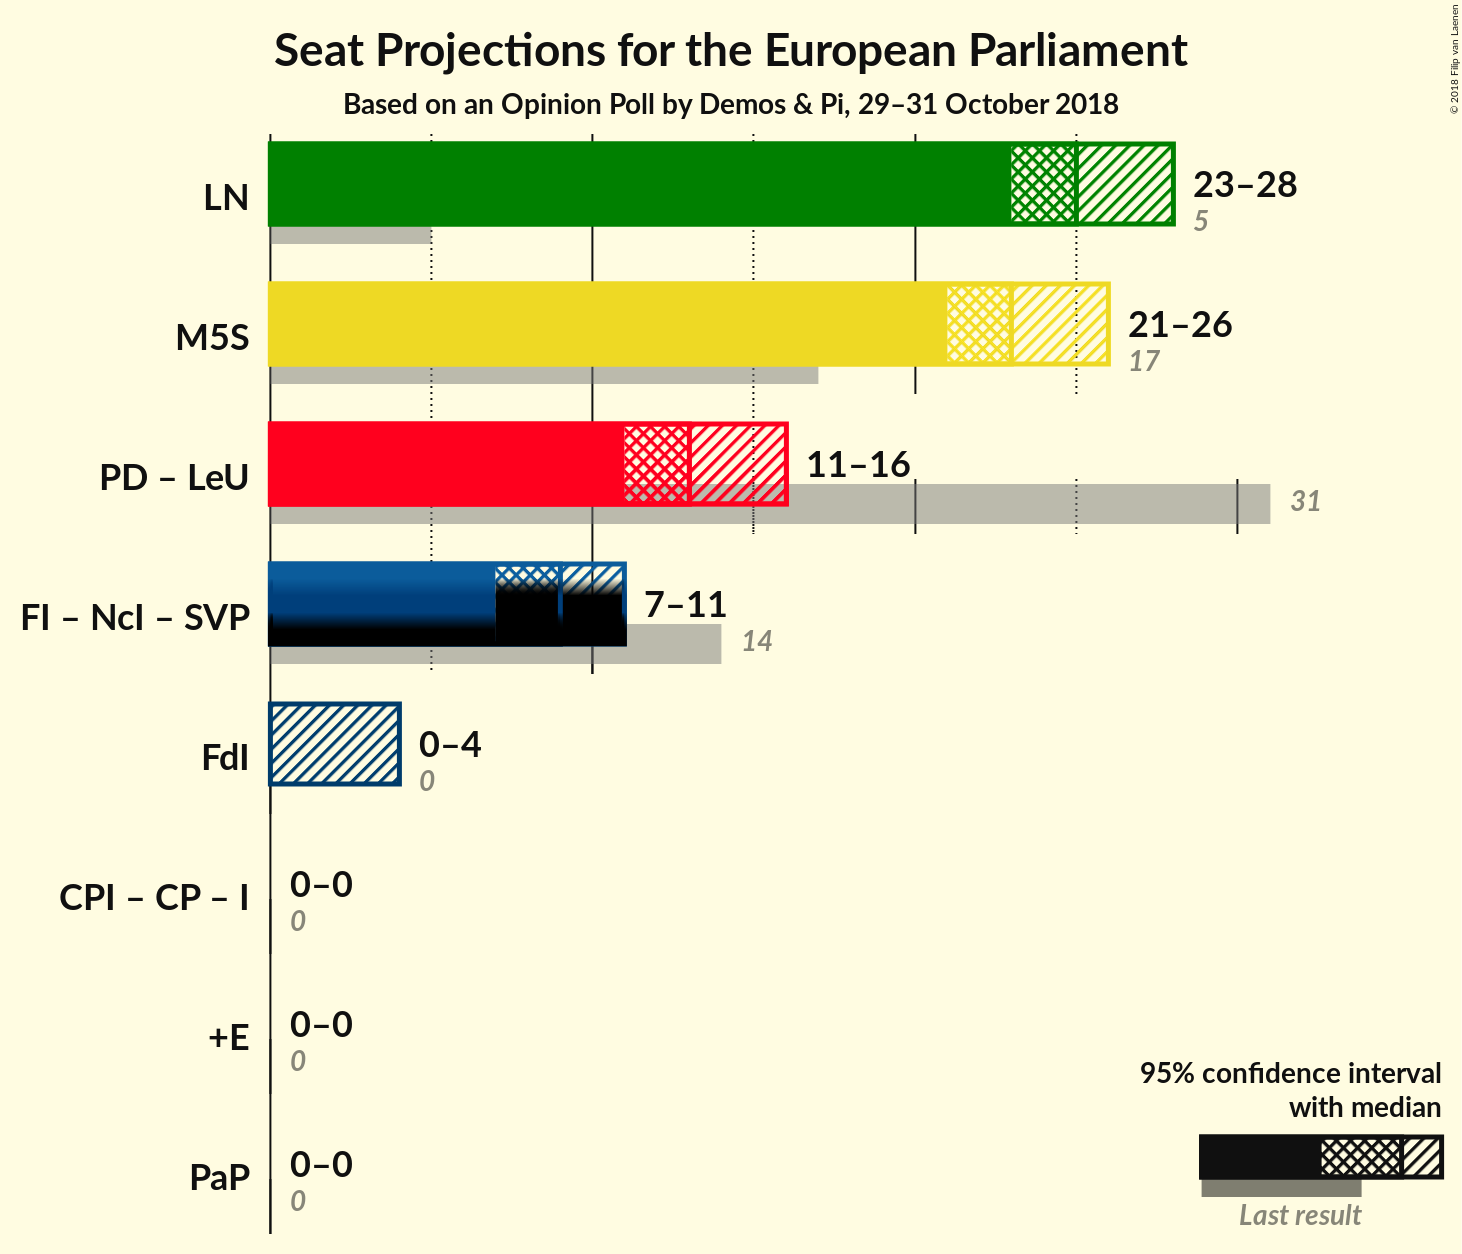 Seat Projections for the European Parliament
Based on an Opinion Poll by Demos & Pi, 29–31 October 2018
© 2018 Filip van Laenen
LN
23–28
5
M5S
21–26
17
PD – LeU
11–16
31
FI – NcI – SVP
7–11
14
FdI
0–4
0
CPI – CP – I
0–0
0
+E
0–0
0
PaP
0–0
0
95% confidence interval
with median
Last result